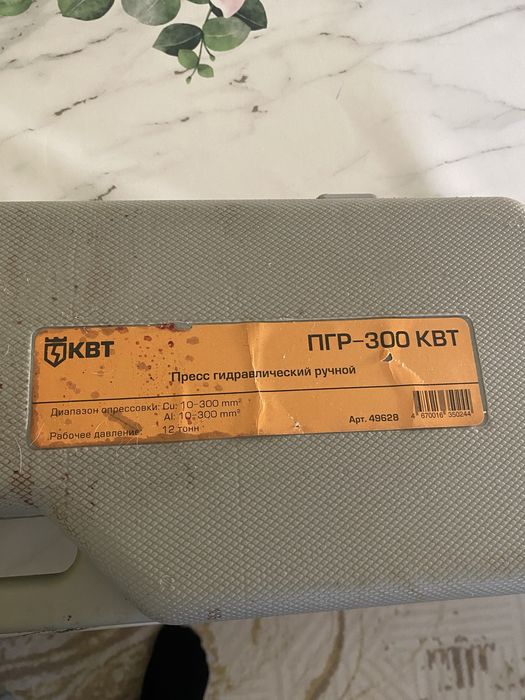 КВТ
ПГР-300 КВТ
Пресс гидравлический ручной
Диапазон опрессовки: Cu: 10-300 mm²
Al: 10-300 mm²
Рабочее давление: 12 тонн
Арт. 49628
4 670016 350244